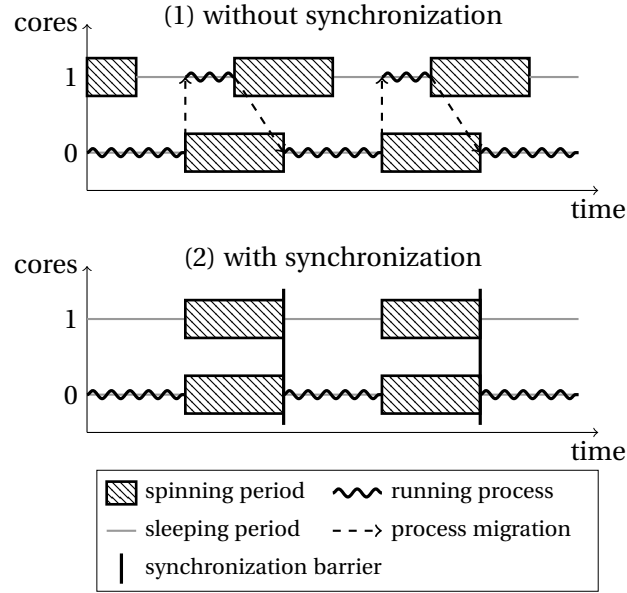 (1) without synchronization
cores
1
0
time
(2) with synchronization
cores
1
0
time
spinning period running process
sleeping period process migration
synchronization barrier